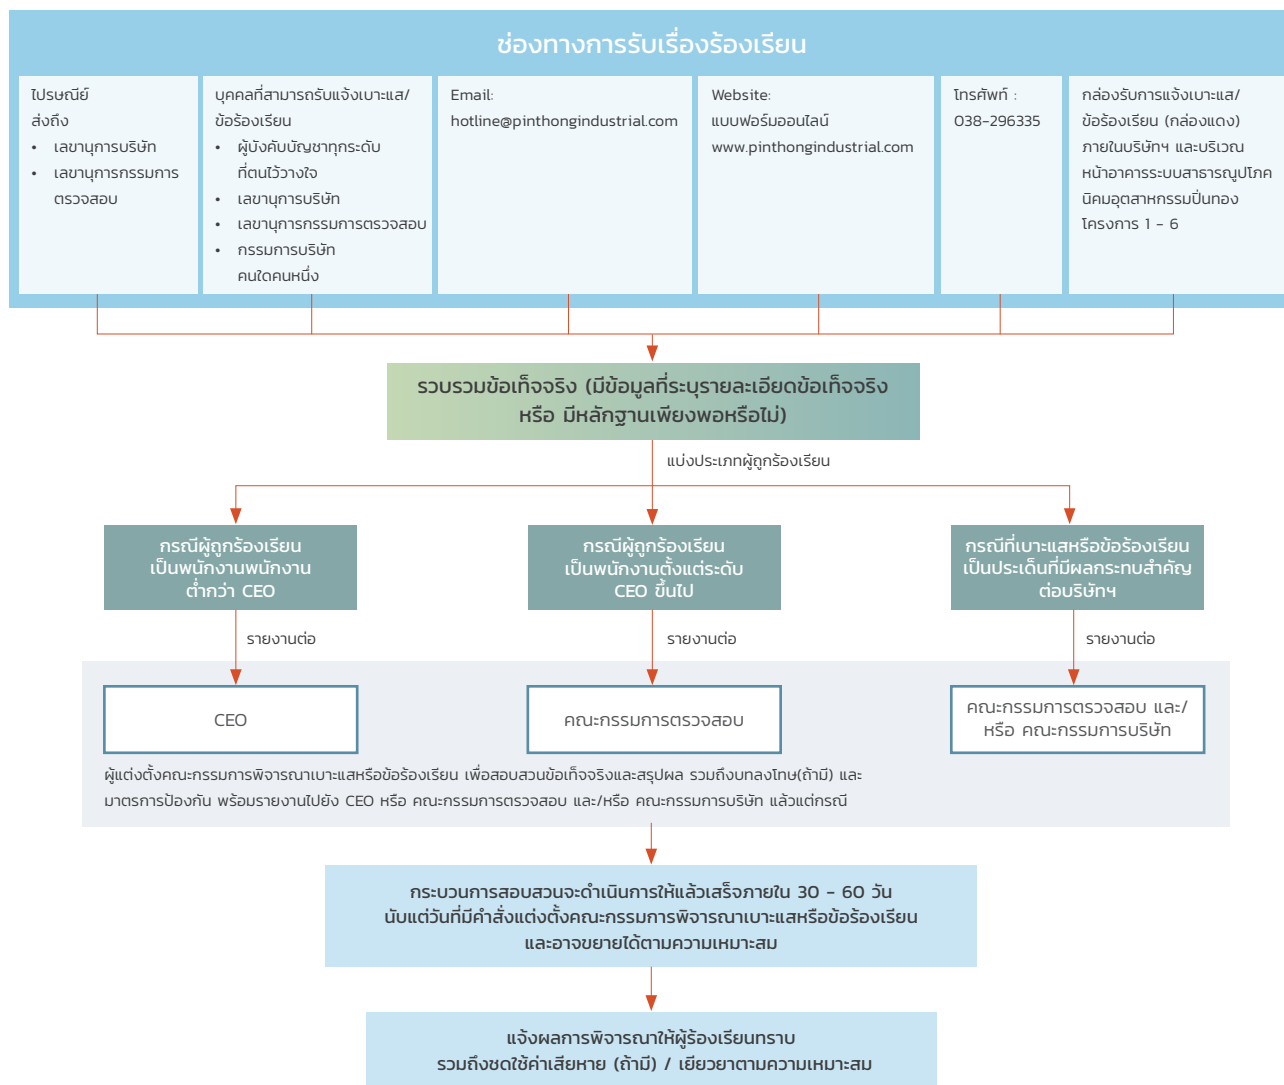 ช่องทางการรับเรื่องร้องเรียน
ไปรษณีย์
ส่งถึง
• เลขานุการบริษัท
• เลขานุการกรรมการ
ตรวจสอบ
บุคคลที่สามารถรับแจ้งเบาะแส/
ข้อร้องเรียน
• ผู้บังคับบัญชาทุกระดับ
ที่ตนไว้วางใจ
• เลขานุการบริษัท
• เลขานุการกรรมการตรวจสอบ
• กรรมการบริษัท
คนใดคนหนึ่ง
Email:
hotline@pinthongindustrial.com
Website:
แบบฟอร์มออนไลน์
www.pinthongindustrial.com
โทรศัพท์ :
038-296335
กล่องรับการแจ้งเบาะแส/
ข้อร้องเรียน (กล่องแดง)
ภายในบริษัทฯ และบริเวณ
หน้าอาคารระบบสาธารณูปโภค
นิคมอุตสาหกรรมปิ่นทอง
โครงการ 1 - 6
รวบรวมข้อเท็จจริง (มีข้อมูลที่ระบุรายละเอียดข้อเท็จจริง
หรือ มีหลักฐานเพียงพอหรือไม่)
แบ่งประเภทผู้ถูกร้องเรียน
กรณีผู้ถูกร้องเรียน
เป็นพนักงานพนักงาน
ต่ำกว่า CEO
กรณีผู้ถูกร้องเรียน
เป็นพนักงานตั้งแต่ระดับ
CEO ขึ้นไป
กรณีที่เบาะแสหรือข้อร้องเรียน
เป็นประเด็นที่มีผลกระทบสำคัญ
ต่อบริษัทฯ
รายงานต่อ
รายงานต่อ
รายงานต่อ
CEO
คณะกรรมการตรวจสอบ
คณะกรรมการตรวจสอบ และ/
หรือ คณะกรรมการบริษัท
ผู้แต่งตั้งคณะกรรมการพิจารณาเบาะแสหรือข้อร้องเรียน เพื่อสอบสวนข้อเท็จจริงและสรุปผล รวมถึงบทลงโทษ(ถ้ามี) และ
มาตรการป้องกัน พร้อมรายงานไปยัง CEO หรือ คณะกรรมการตรวจสอบ และ/หรือ คณะกรรมการบริษัท แล้วแต่กรณี
กระบวนการสอบสวนจะดำเนินการให้แล้วเสร็จภายใน 30 - 60 วัน
นับแต่วันที่มีคำสั่งแต่งตั้งคณะกรรมการพิจารณาเบาะแสหรือข้อร้องเรียน
และอาจขยายได้ตามความเหมาะสม
แจ้งผลการพิจารณาให้ผู้ร้องเรียนทราบ
รวมถึงชดใช้ค่าเสียหาย (ถ้ามี) / เยียวยาตามความเหมาะสม